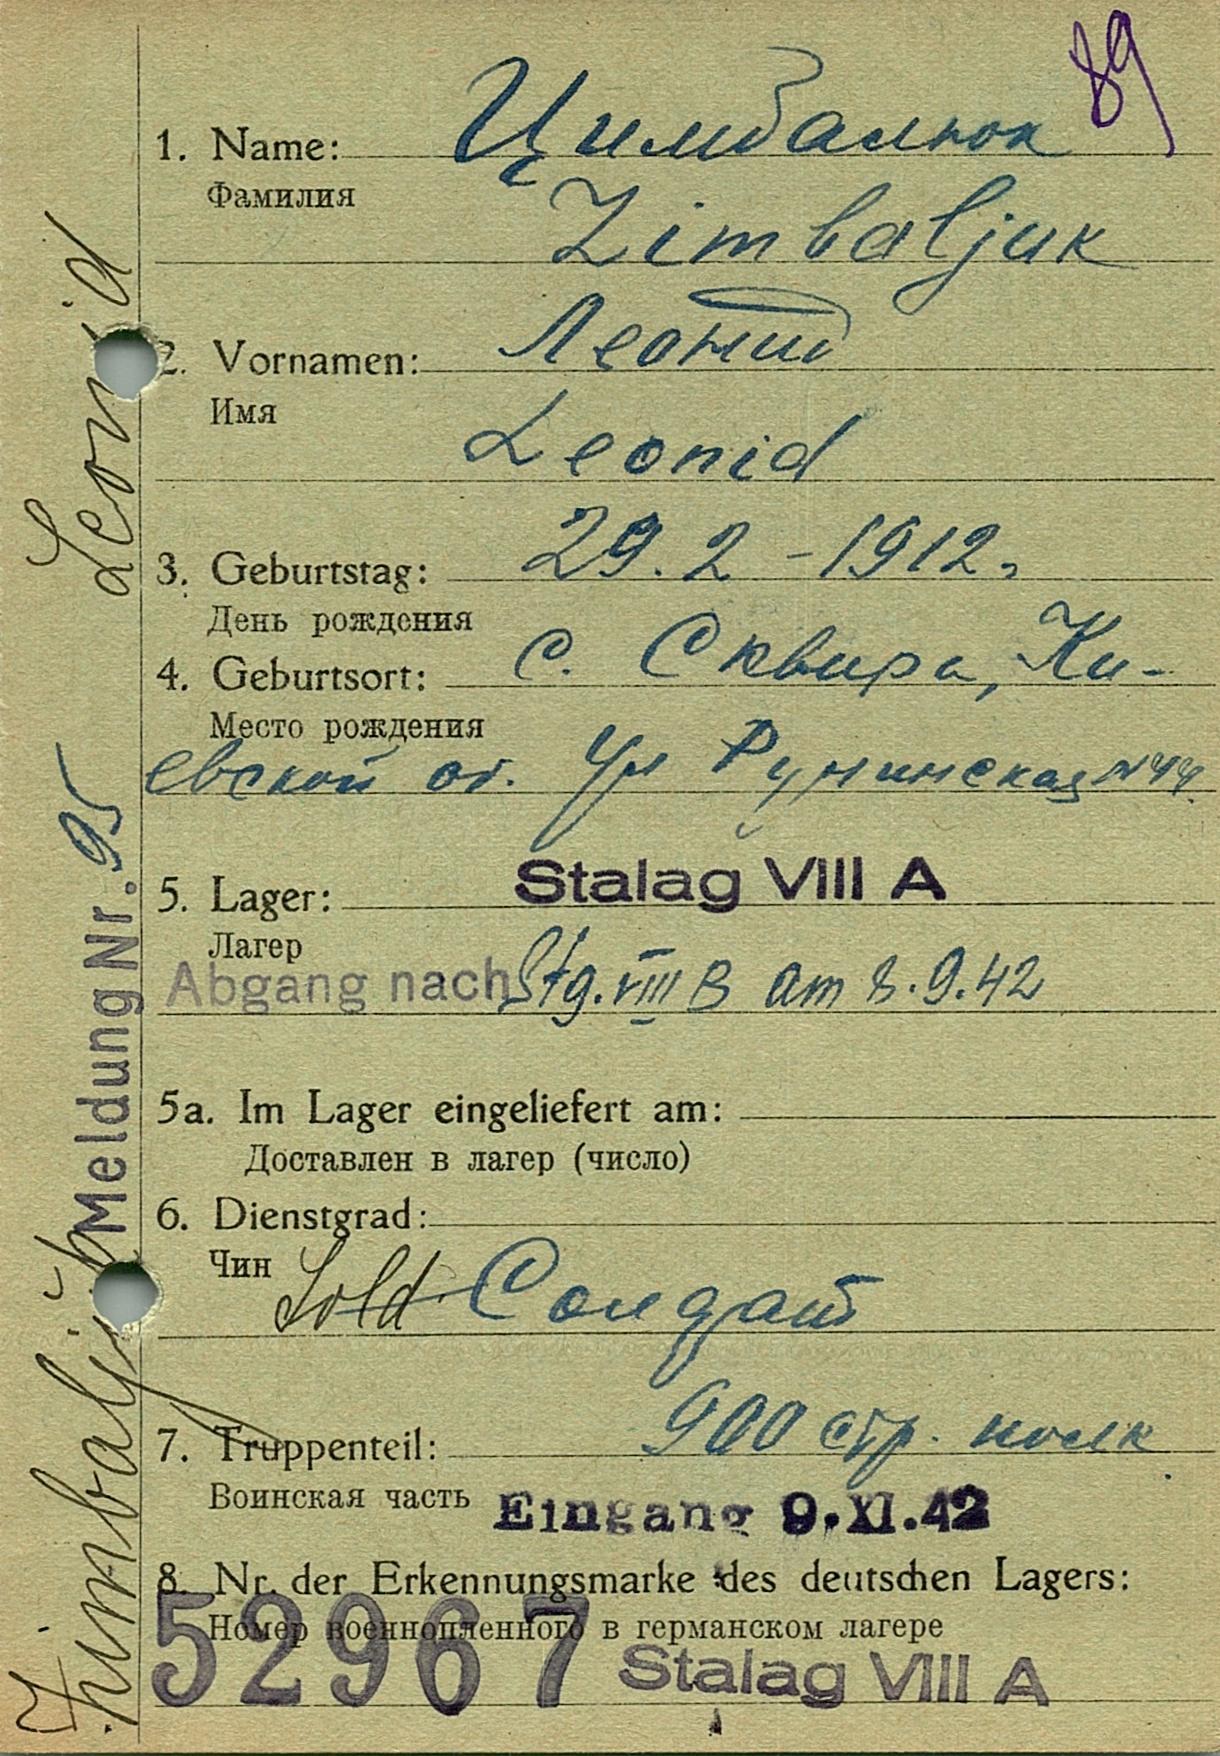 89
1. Name: Цимбалюк
Фамилия
Zimbaljuk
2. Vornamen: Леонид
Имя
Leonid
3. Geburtstag: 29.2-1912.
День рождения
4. Geburtsort: с. Сквира, Ки-
Место рождения
евской об. Ул Румынская №44
5. Lager: Stalag VIII A
Лагер
Abgang nach Stg. VIII B am 8.9.42
5a. Im Lager eingeliefert am:
Доставлен в лагер (число)
6. Dienstgrad:
Чин Sold. Солдат
7. Truppenteil: 900 стр. полк
Воинская часть Eingang 9.XI.42
8. Nr. der Erkennungsmarke des deutschen Lagers:
Номер военнопленного в германском лагере
52967 Stalag VIII A
Meldung Nr. 95
Leonid